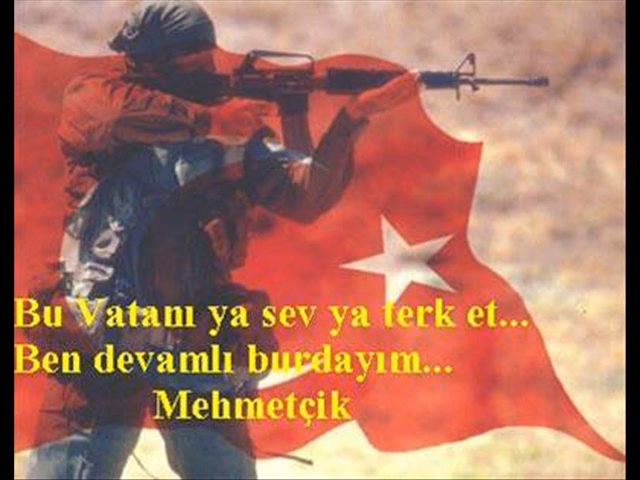 Bu Vatanı ya sev ya terk et...
Ben devamlı burdayım...
Mehmetçik